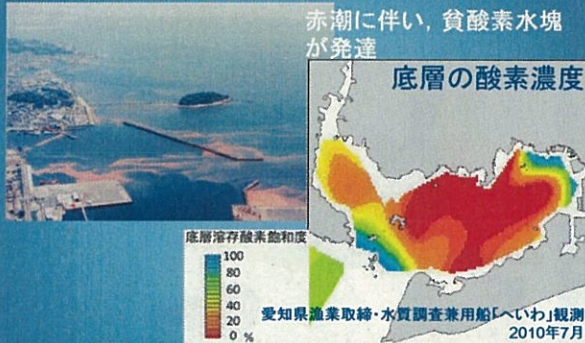 赤潮に伴い，貧酸素水塊
が発達
底層の酸素濃度
底層溶存酸素飽和度
100
80
60
40
20
0 %
愛知県漁業取締・水質調査兼用船「へいわ」観測
2010年7月